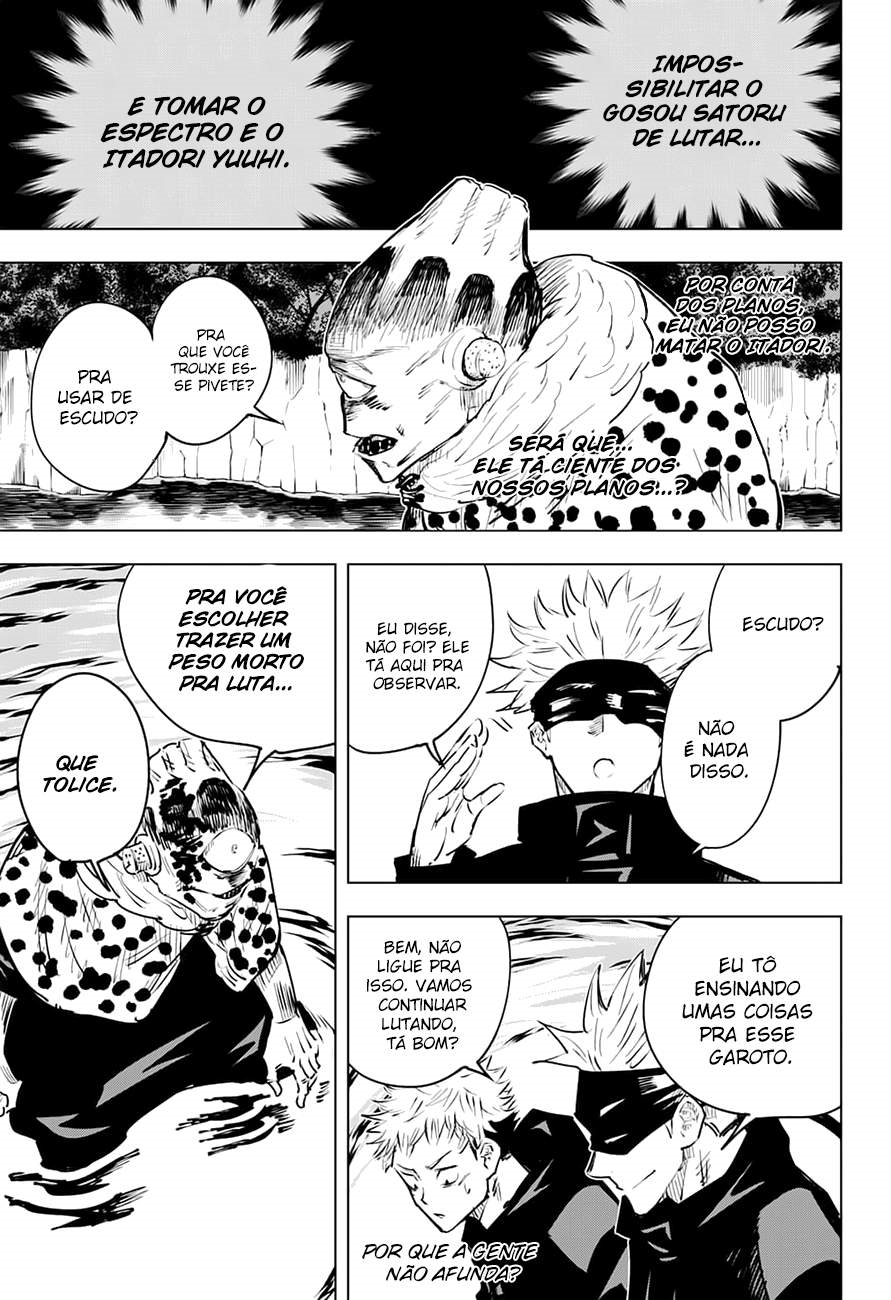 IMPOS-
SIBILITAR O
GOSOU SATORU
DE LUTAR...
E TOMAR O
ESPECTRO E O
ITADORI YUUHI.
POR CONTA
DOS PLANOS,
EU NÃO POSSO
MATAR O ITADORI.
SERÁ QUE...
ELE TÁ CIENTE DOS
NOSSOS PLANOS...?
PRA
QUE VOCÊ
TROUXE ES-
SE PIVETE?
PRA
USAR DE
ESCUDO?
ESCUDO?
NÃO
É NADA
DISSO.
EU DISSE,
NÃO FOI? ELE
TÁ AQUI PRA
OBSERVAR.
EU TÔ
ENSINANDO
UMAS COISAS
PRA ESSE
GAROTO.
BEM, NÃO
LIGUE PRA
ISSO. VAMOS
CONTINUAR
LUTANDO,
TÁ BOM?
POR QUE A GENTE
NÃO AFUNDA?
PRA VOCÊ
ESCOLHER
TRAZER UM
PESO MORTO
PRA LUTA...
QUE
TOLICE.